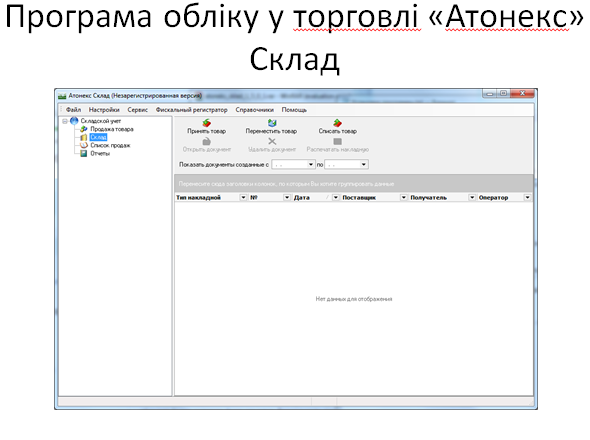 Програма обліку у торговлі «Атонекс»
Склад
Атонекс Склад (Незарегистрированная версия)
Файл Настройки Сервис Фискальный регистратор Справочники Помощь
Складской учет
Продажа товара
Склад
Список продаж
Отчеты
Принять товар Переместить товар Списать товар
Открыть документ Удалить документ Распечатать накладную
Показать документы созданные с . . по . .
Переместите сюда заголовки колонок, по которым Вы хотите группировать данные
Тип накладной № Дата Поставщик Получатель Оператор
Нет данных для отображения